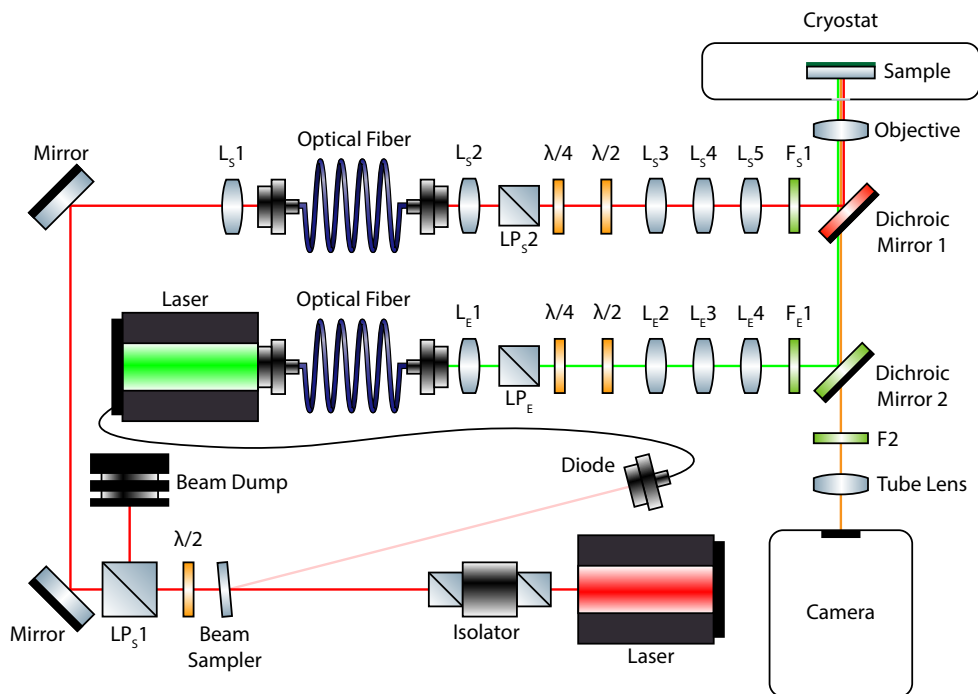 Cryostat
Sample
Objective
Mirror
L_S1
Optical Fiber
L_S2
λ/4
λ/2
L_S3
L_S4
L_S5
F_S1
LP_S2
Dichroic
Mirror 1
Laser
Optical Fiber
L_E1
λ/4
λ/2
L_E2
L_E3
L_E4
F_E1
LP_E
Dichroic
Mirror 2
F2
Beam Dump
Diode
Tube Lens
λ/2
Mirror
LP_S1
Beam
Sampler
Isolator
Laser
Camera